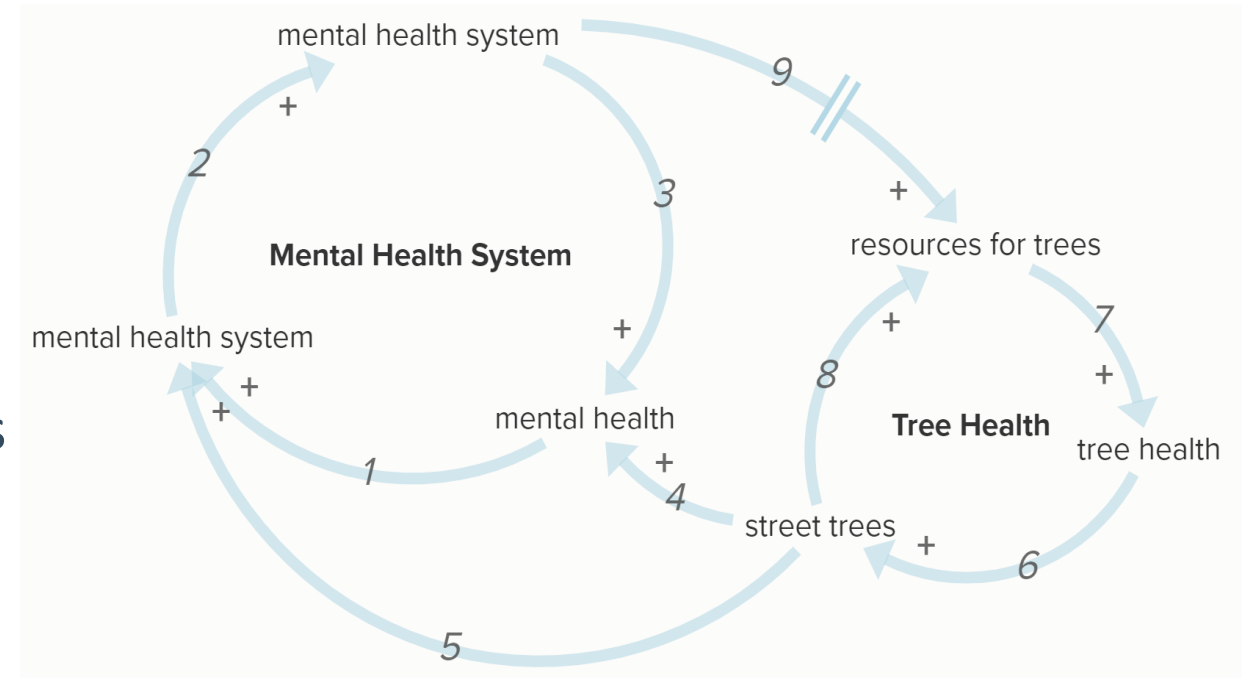 mental health system
9
+
2
3
+
Mental Health System
resources for trees
+
+
mental health system
7
8
+
+
+
mental health
Tree Health
tree health
s
1
+
4
street trees
+
6
5